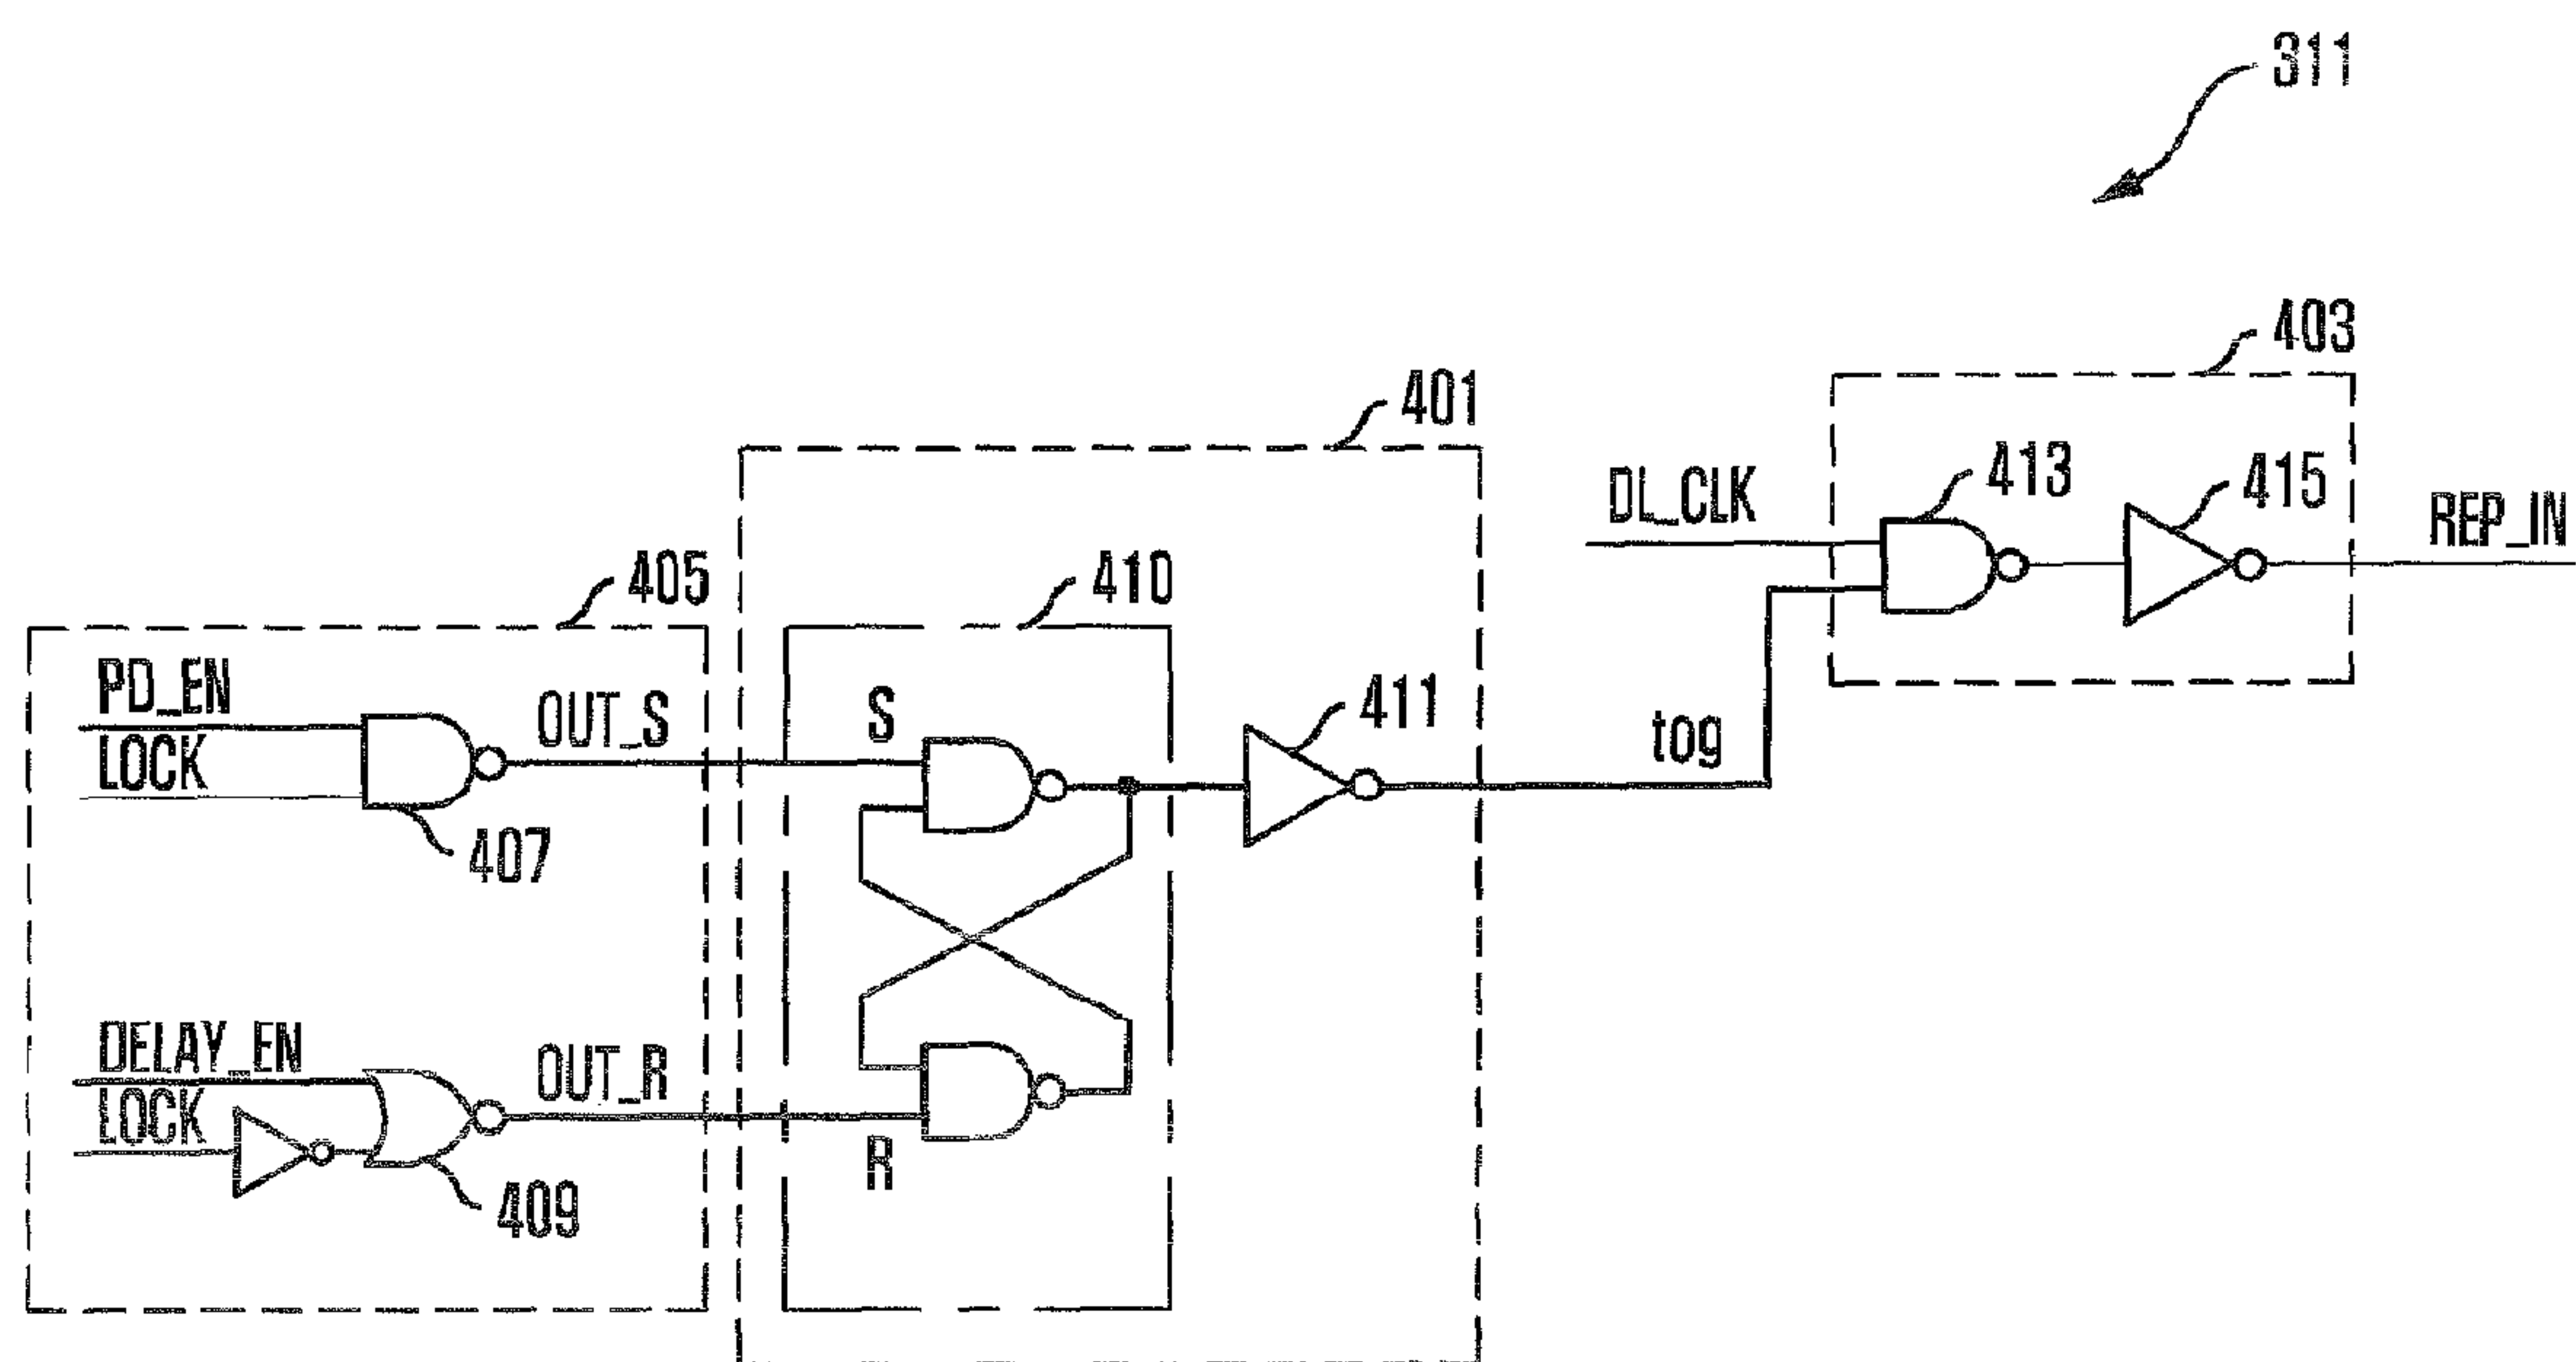 311
403
401
DL_CLK
413
415
REP_IN
405
410
PD_EN
LOCK
OUT_S
S
411
tog
407
DELAY_EN
LOCK
OUT_R
R
409